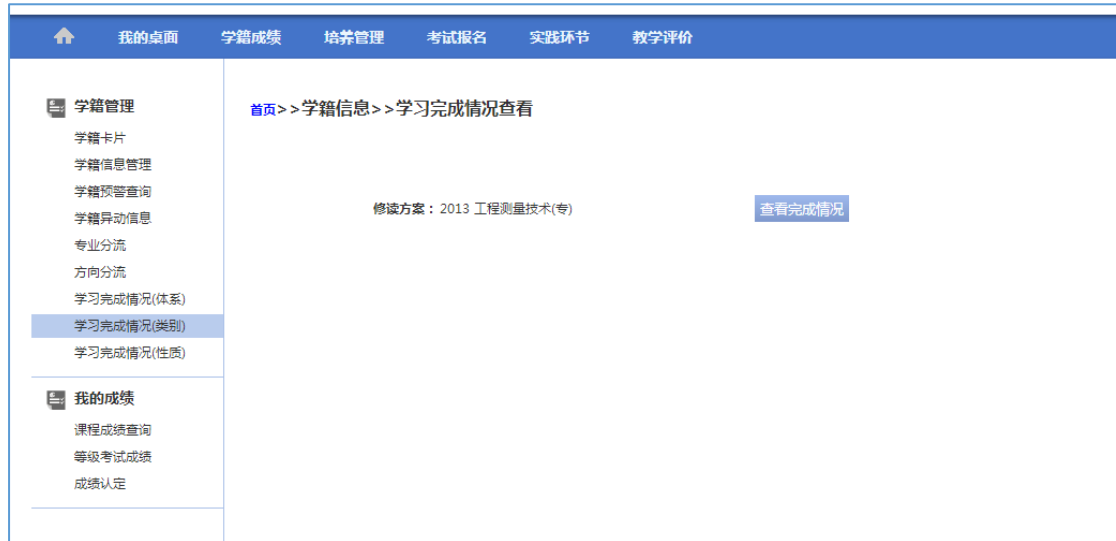 我的桌面 学籍成绩 培养管理 考试报名 实践环节 教学评价
学籍管理
学籍卡片
学籍信息管理
学籍预警查询
学籍异动信息
专业分流
方向分流
学习完成情况(体系)
学习完成情况(类别)
学习完成情况(性质)
我的成绩
课程成绩查询
等级考试成绩
成绩认定
首页>>学籍信息>>学习完成情况查看
修读方案：2013 工程测量技术(专) 查看完成情况